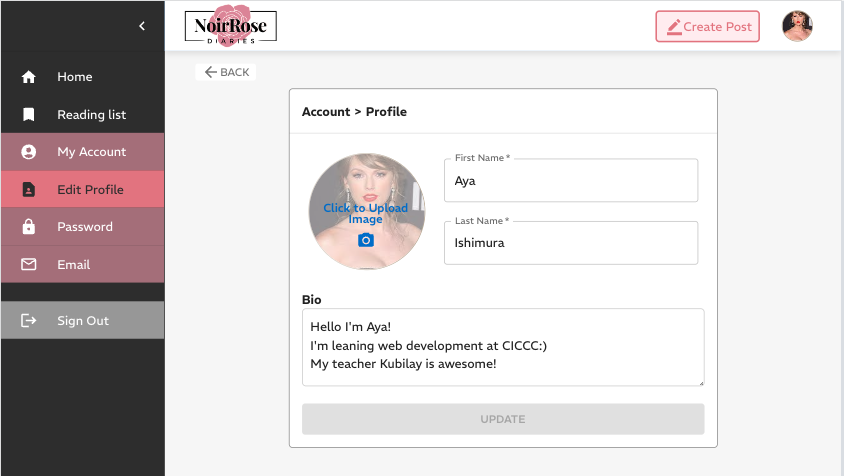 NoirRose
DIARIES
Create Post
Home
Reading list
My Account
Edit Profile
Password
Email
Sign Out
BACK
Account > Profile
Click to Upload
Image
First Name *
Aya
Last Name *
Ishimura
Bio
Hello I'm Aya!
I'm leaning web development at CICCC:)
My teacher Kubilay is awesome!
UPDATE